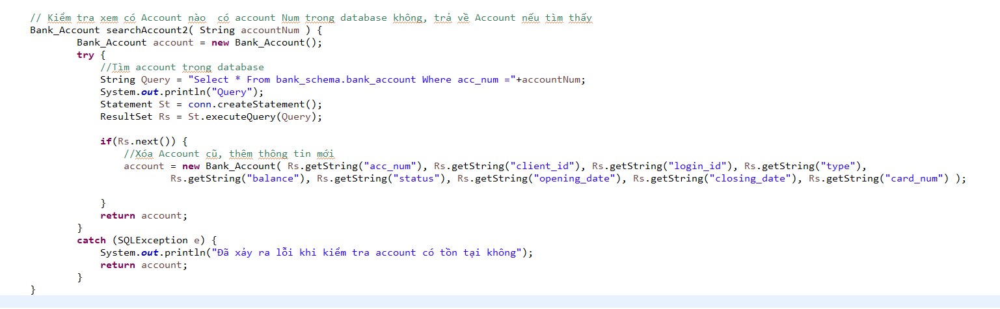 // Kiểm tra xem có Account nào  có account Num trong database không, trả về Account nếu tìm thấy
Bank_Account searchAccount2( String accountNum ) {
Bank_Account account = new Bank_Account();
try {
//Tìm account trong database
String Query = "Select * From bank_schema.bank_account Where acc_num ="+accountNum;
System.out.println("Query");
Statement St = conn.createStatement();
ResultSet Rs = St.executeQuery(Query);
if(Rs.next()) {
//Xóa Account cũ, thêm thông tin mới
account = new Bank_Account( Rs.getString("acc_num"), Rs.getString("client_id"), Rs.getString("login_id"), Rs.getString("type"),
Rs.getString("balance"), Rs.getString("status"), Rs.getString("opening_date"), Rs.getString("closing_date"), Rs.getString("card_num") );
}
return account;
}
catch (SQLException e) {
System.out.println("Đã xảy ra lỗi khi kiểm tra account có tồn tại không");
return account;
}
}